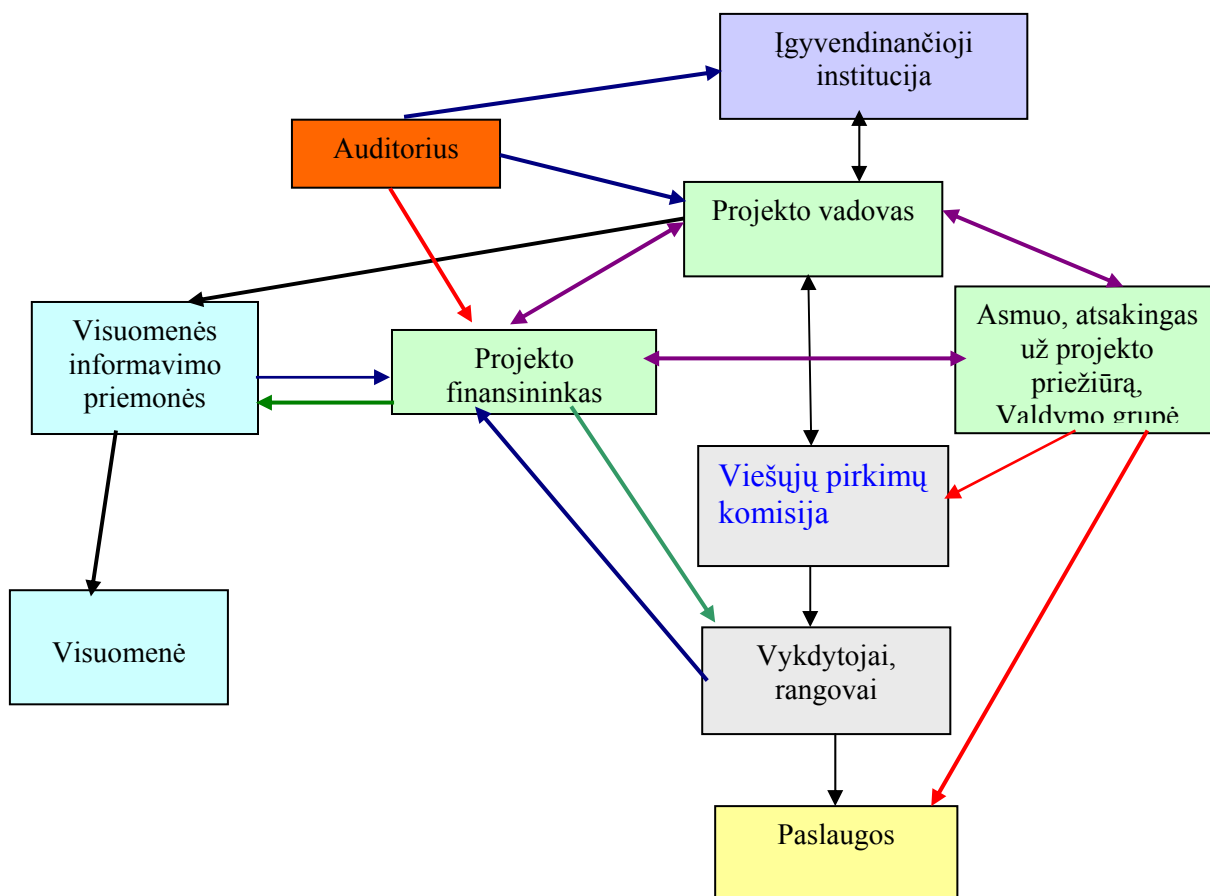 Įgyvendinančioji
institucija
Auditorius
Projekto vadovas
Visuomenės
informavimo
priemonės
Projekto
finansininkas
Asmuo, atsakingas
už projekto
priežiūrą,
Valdymo grupė
Viešųjų pirkimų
komisija
Visuomenė
Vykdytojai,
rangovai
Paslaugos